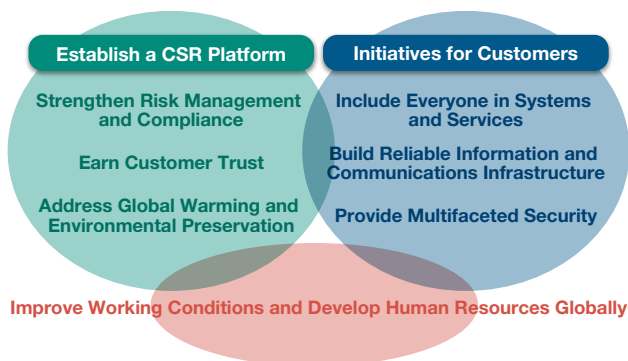 Establish a CSR Platform
Strengthen Risk Management
and Compliance
Earn Customer Trust
Address Global Warming and
Environmental Preservation
Initiatives for Customers
Include Everyone in Systems
and Services
Build Reliable Information and
Communications Infrastructure
Provide Multifaceted Security
Improve Working Conditions and Develop Human Resources Globally